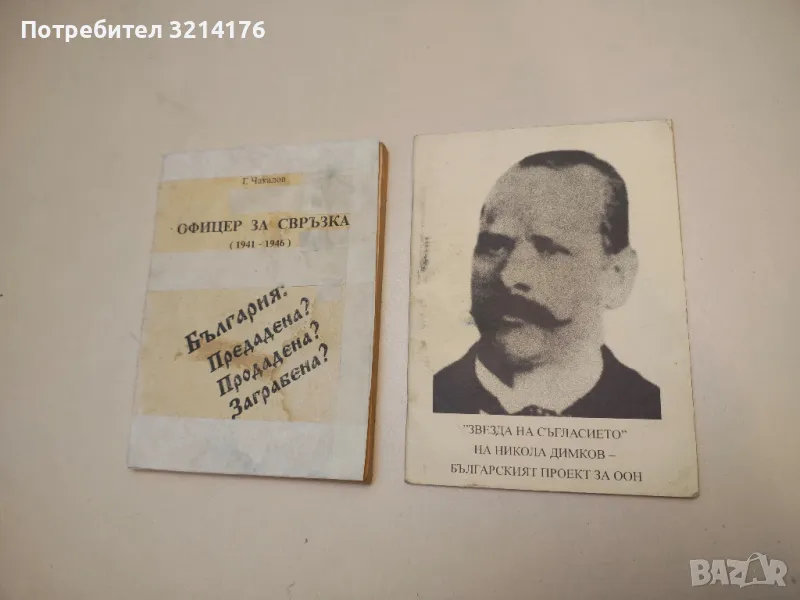 Потребител 3214176
Г. Чакалов
ОФИЦЕР ЗА СВРЪЗКА
( 1941 - 1946 )
България:
Предадена?
Продадена?
Заграбена?
"ЗВЕЗДА НА СЪГЛАСИЕТО"
НА НИКОЛА ДИМКОВ –
БЪЛГАРСКИЯТ ПРОЕКТ ЗА ООН
BAZAR